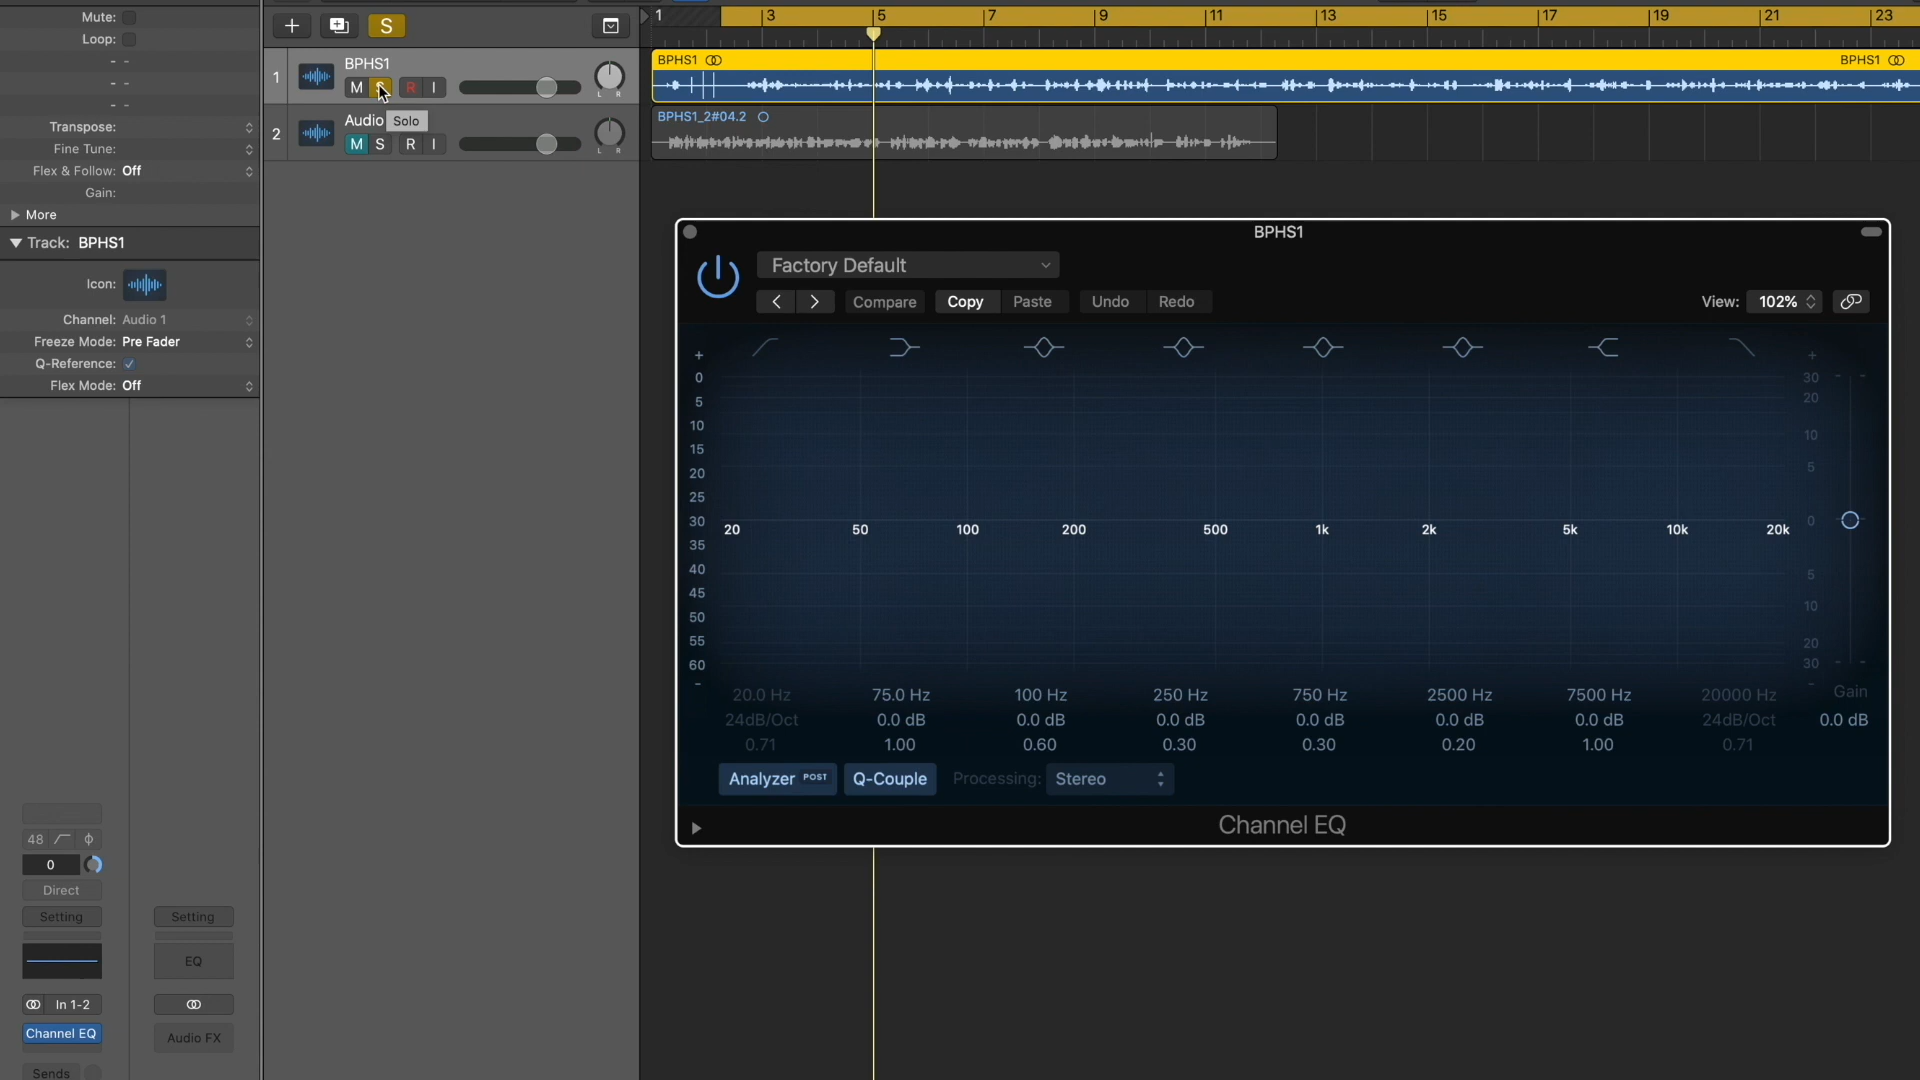 Mute:
Loop:
- -
- -
- -
Transpose:
Fine Tune:
Flex & Follow: Off
Gain:
More
Track: BPHS1
Icon:
Channel: Audio 1
Freeze Mode: Pre Fader
Q-Reference:
Flex Mode: Off
48
0
Direct
Setting
Setting
EQ
In 1-2
Channel EQ
Audio FX
Sends
S
1
BPHS1
M S R I
L R
2
Audio
Solo
M S R I
L R
1 3 5 7 9 11 13 15 17 19 21 23
BPHS1
BPHS1
BPHS1_2#04.2
BPHS1
Factory Default
Compare Copy Paste Undo Redo
View: 102%
+
0
5
10
15
20
25
30
35
40
45
50
55
60
-
20 50 100 200 500 1k 2k 5k 10k 20k
+
30
20
10
5
0
5
10
20
30
-
20.0 Hz 75.0 Hz 100 Hz 250 Hz 750 Hz 2500 Hz 7500 Hz 20000 Hz Gain
24dB/Oct 0.0 dB 0.0 dB 0.0 dB 0.0 dB 0.0 dB 0.0 dB 24dB/Oct 0.0 dB
0.71 1.00 0.60 0.30 0.30 0.20 1.00 0.71
Analyzer POST Q-Couple Processing: Stereo
Channel EQ